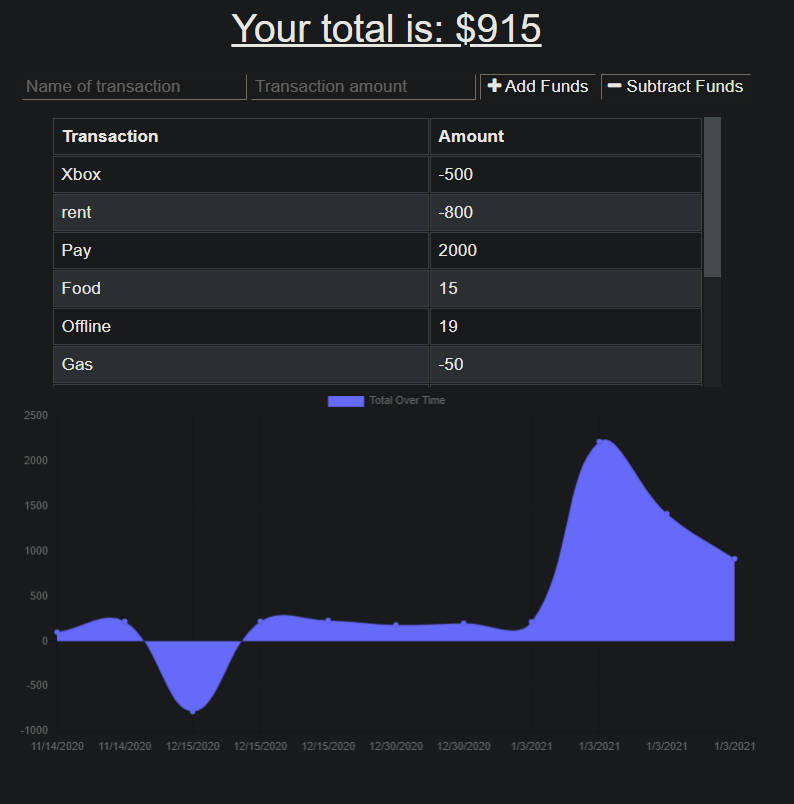 Your total is: $915
Name of transaction Transaction amount Add Funds Subtract Funds
Transaction Amount
Xbox -500
rent -800
Pay 2000
Food 15
Offline 19
Gas -50
Total Over Time
2500
2000
1500
1000
500
0
-500
-1000
11/14/2020 11/14/2020 12/15/2020 12/15/2020 12/15/2020 12/30/2020 12/30/2020 1/3/2021 1/3/2021 1/3/2021 1/3/2021